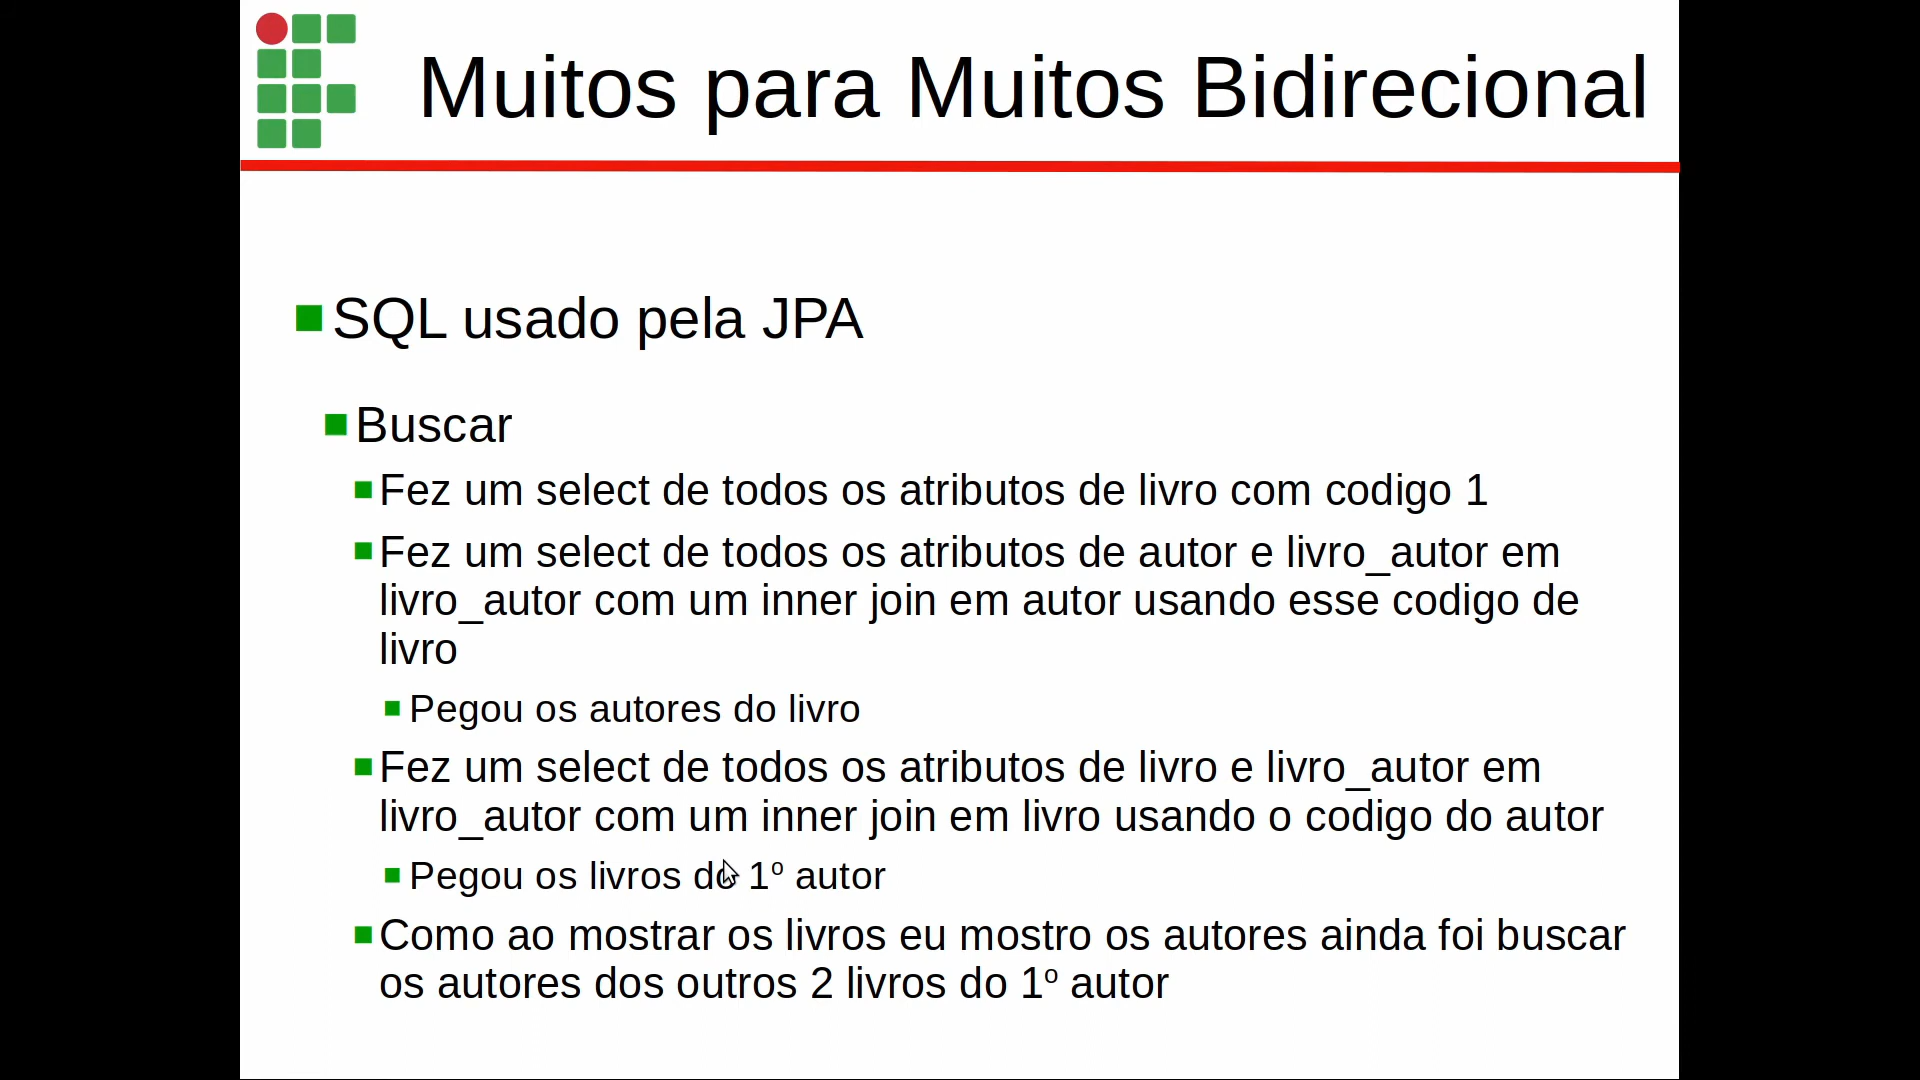 Muitos para Muitos Bidirecional
SQL usado pela JPA
Buscar
Fez um select de todos os atributos de livro com codigo 1
Fez um select de todos os atributos de autor e livro_autor em
livro_autor com um inner join em autor usando esse codigo de
livro
Pegou os autores do livro
Fez um select de todos os atributos de livro e livro_autor em
livro_autor com um inner join em livro usando o codigo do autor
Pegou os livros do 1º autor
Como ao mostrar os livros eu mostro os autores ainda foi buscar
os autores dos outros 2 livros do 1º autor